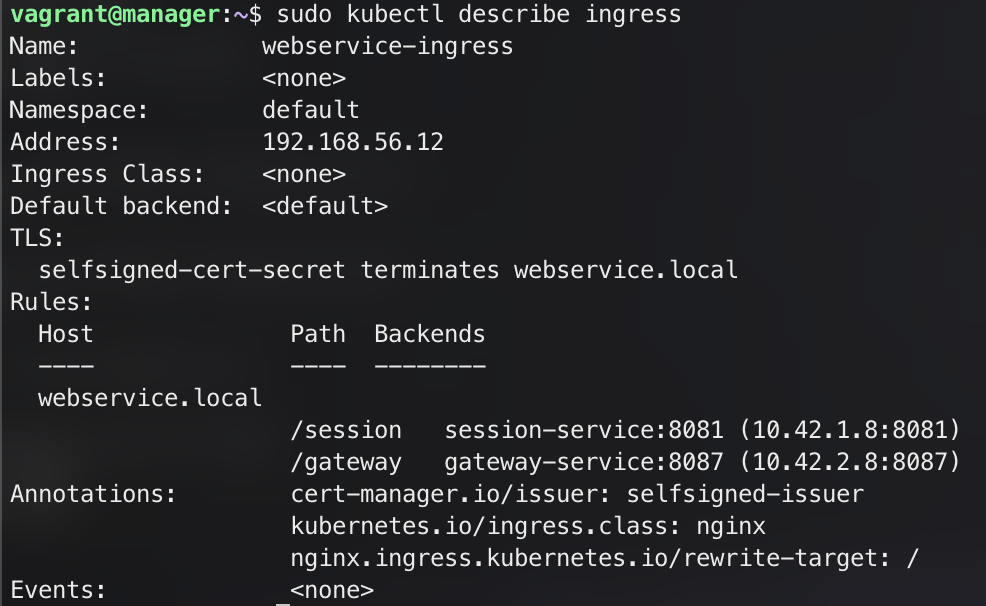 vagrant@manager:~$ sudo kubectl describe ingress
Name:             webservice-ingress
Labels:           <none>
Namespace:        default
Address:          192.168.56.12
Ingress Class:    <none>
Default backend:  <default>
TLS:
  selfsigned-cert-secret terminates webservice.local
Rules:
  Host              Path  Backends
  ----              ----  --------
  webservice.local
                    /session   session-service:8081 (10.42.1.8:8081)
                    /gateway   gateway-service:8087 (10.42.2.8:8087)
Annotations:        cert-manager.io/issuer: selfsigned-issuer
                    kubernetes.io/ingress.class: nginx
                    nginx.ingress.kubernetes.io/rewrite-target: /
Events:             <none>